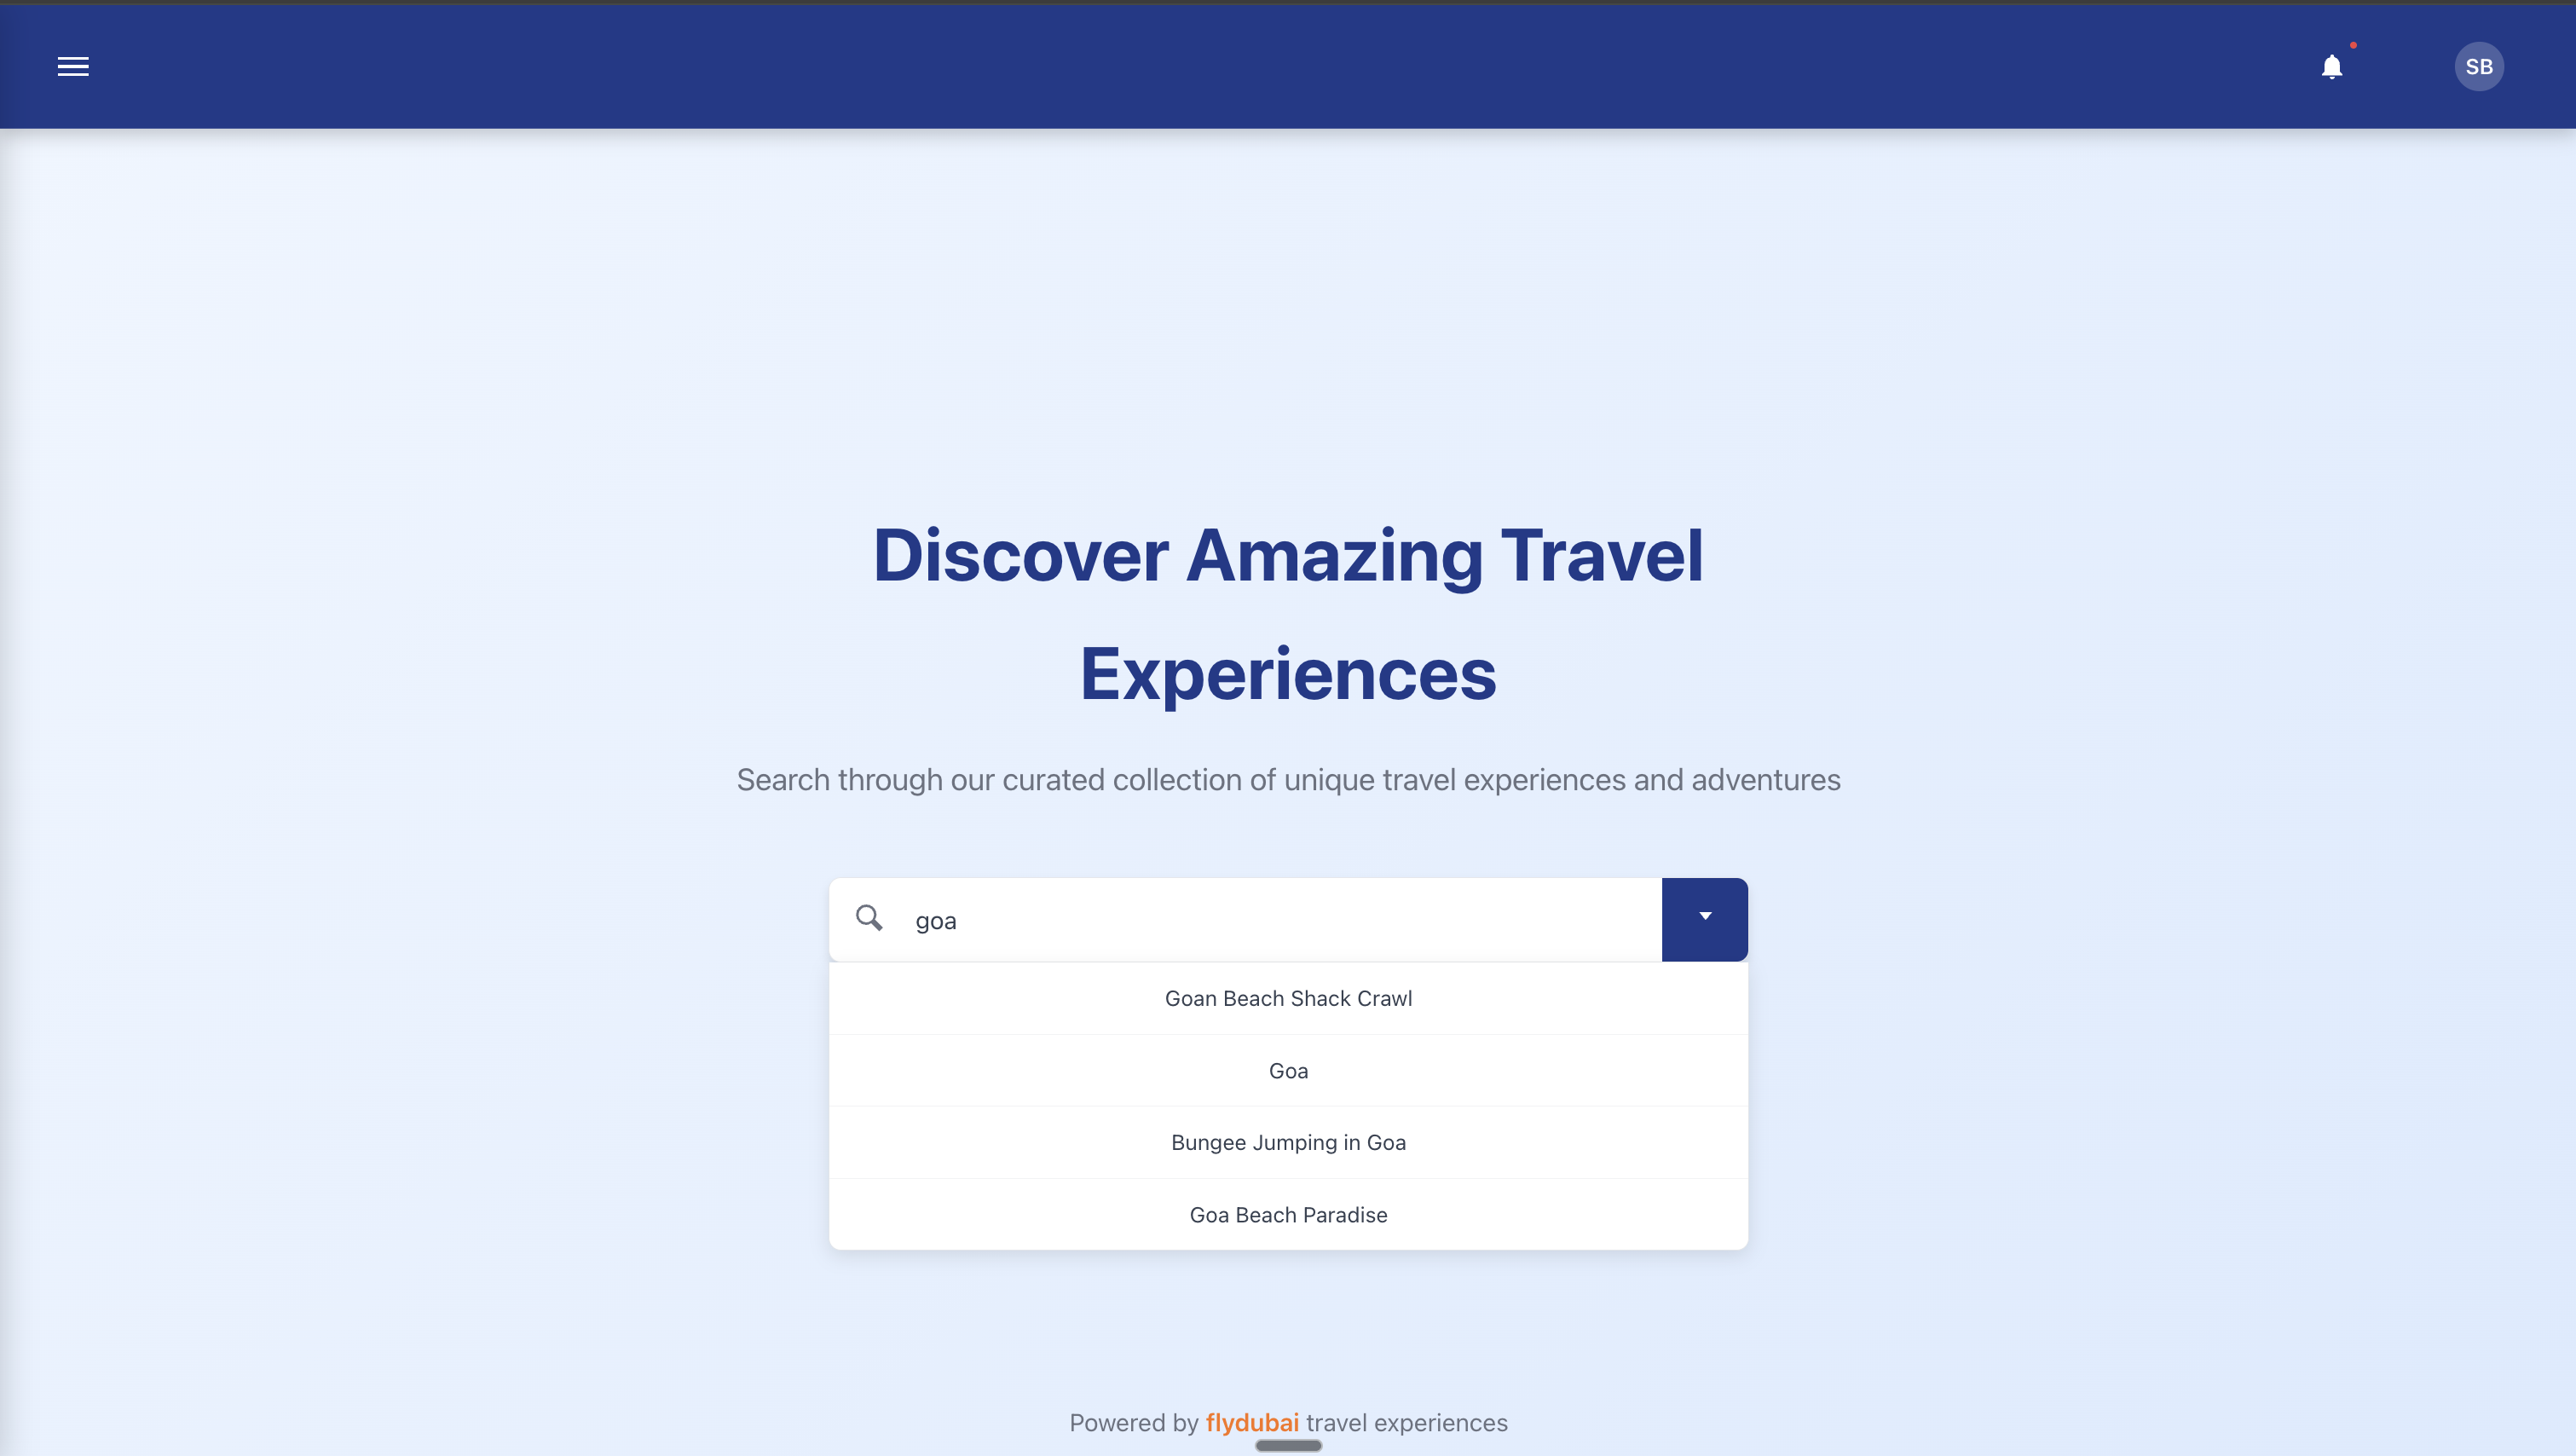 SB
Discover Amazing Travel
Experiences
Search through our curated collection of unique travel experiences and adventures
goa
Goan Beach Shack Crawl
Goa
Bungee Jumping in Goa
Goa Beach Paradise
Powered by flydubai travel experiences